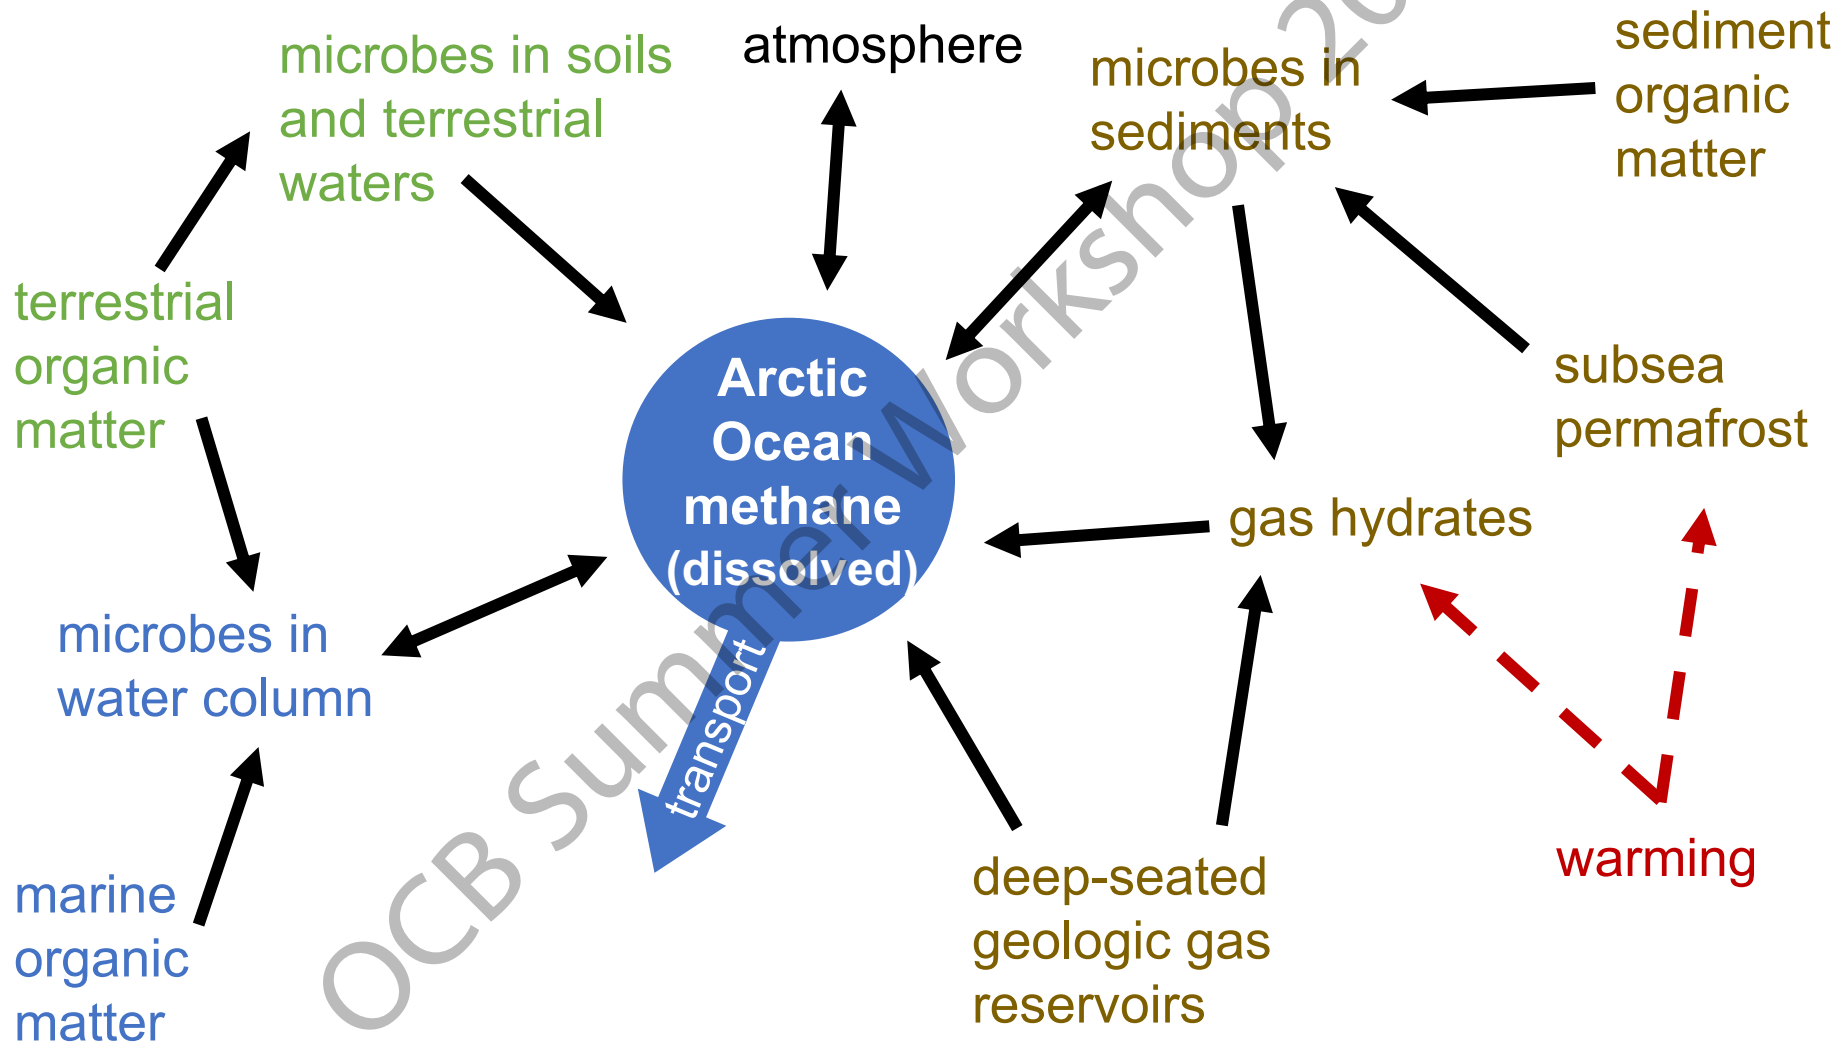 microbes in soils
and terrestrial
waters
atmosphere
microbes in
sediments
sediment
organic
matter
terrestrial
organic
matter
Arctic
Ocean
methane
(dissolved)
subsea
permafrost
gas hydrates
microbes in
water column
transport
warming
marine
organic
matter
deep-seated
geologic gas
reservoirs
OCB Summer Workshop